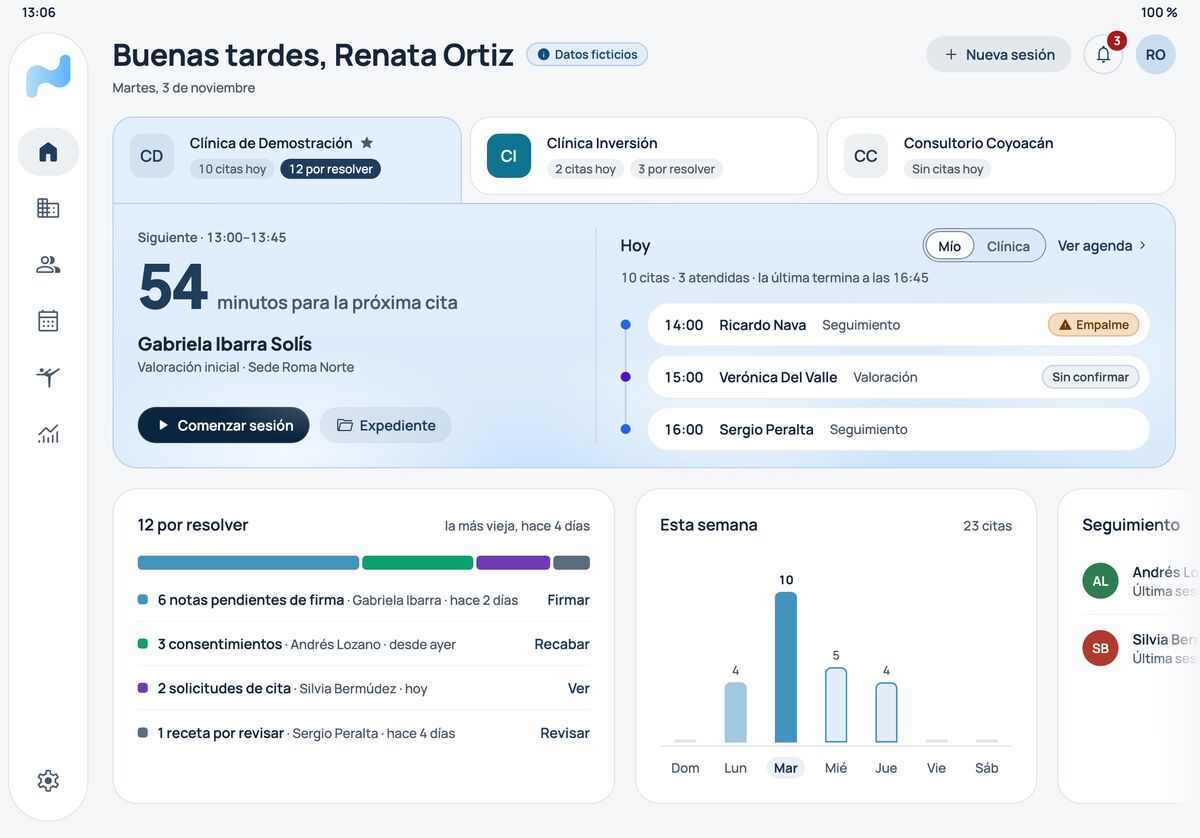 13:06
100 %
Buenas tardes, Renata Ortiz
Datos ficticios
Nueva sesión
3
RO
Martes, 3 de noviembre
CD
Clínica de Demostración
10 citas hoy
12 por resolver
CI
Clínica Inversión
2 citas hoy
3 por resolver
CC
Consultorio Coyoacán
Sin citas hoy
Siguiente · 13:00–13:45
54 minutos para la próxima cita
Gabriela Ibarra Solís
Valoración inicial · Sede Roma Norte
Comenzar sesión
Expediente
Hoy
Mío
Clínica
Ver agenda
10 citas · 3 atendidas · la última termina a las 16:45
14:00 Ricardo Nava Seguimiento
Empalme
15:00 Verónica Del Valle Valoración
Sin confirmar
16:00 Sergio Peralta Seguimiento
12 por resolver
la más vieja, hace 4 días
6 notas pendientes de firma · Gabriela Ibarra · hace 2 días
Firmar
3 consentimientos · Andrés Lozano · desde ayer
Recabar
2 solicitudes de cita · Silvia Bermúdez · hoy
Ver
1 receta por revisar · Sergio Peralta · hace 4 días
Revisar
Esta semana
23 citas
10
5
4
4
Dom Lun Mar Mié Jue Vie Sáb
Seguimiento
AL
Andrés Lo
Última ses
SB
Silvia Ber
Última ses